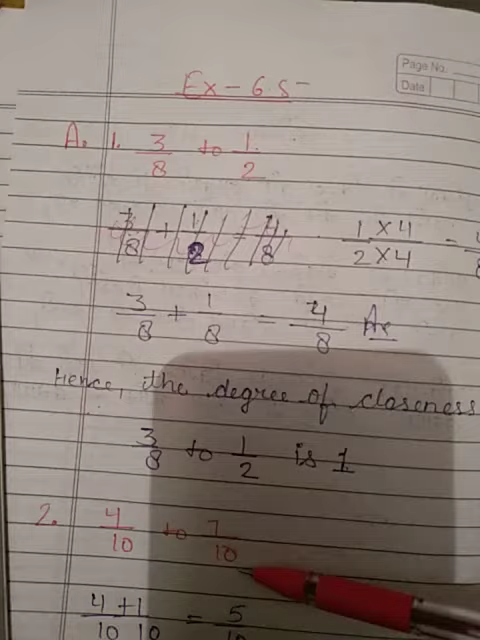 Page No.
Date
Ex - 6.5
A. 1. 3/8 to 1/2
1 × 4 / 2 × 4 =
3/8 + 1/8 = 4/8 Ans
Hence, the degree of closeness
3/8 to 1/2 is 1
2. 4/10 to 7/10
4 + 1 / 10 10 = 5/10